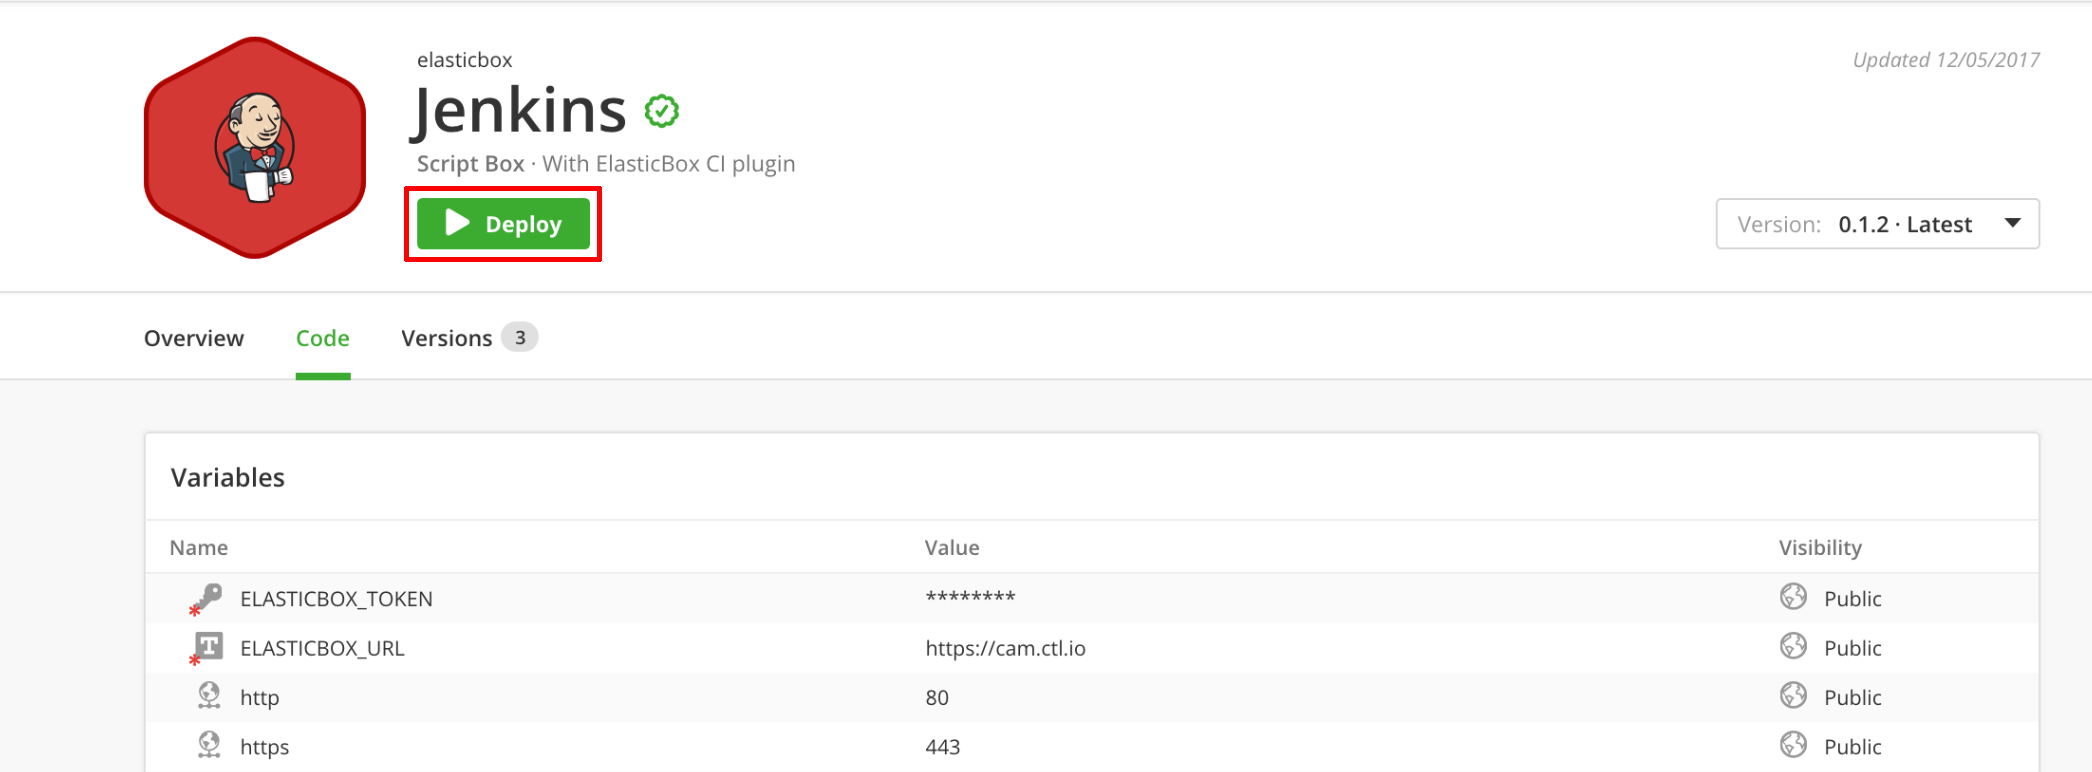 elasticbox
Updated 12/05/2017
Jenkins
Script Box · With ElasticBox CI plugin
Deploy
Version: 0.1.2 · Latest
Overview Code Versions 3
Variables
Name Value Visibility
ELASTICBOX_TOKEN ******** Public
ELASTICBOX_URL https://cam.ctl.io Public
http 80 Public
https 443 Public